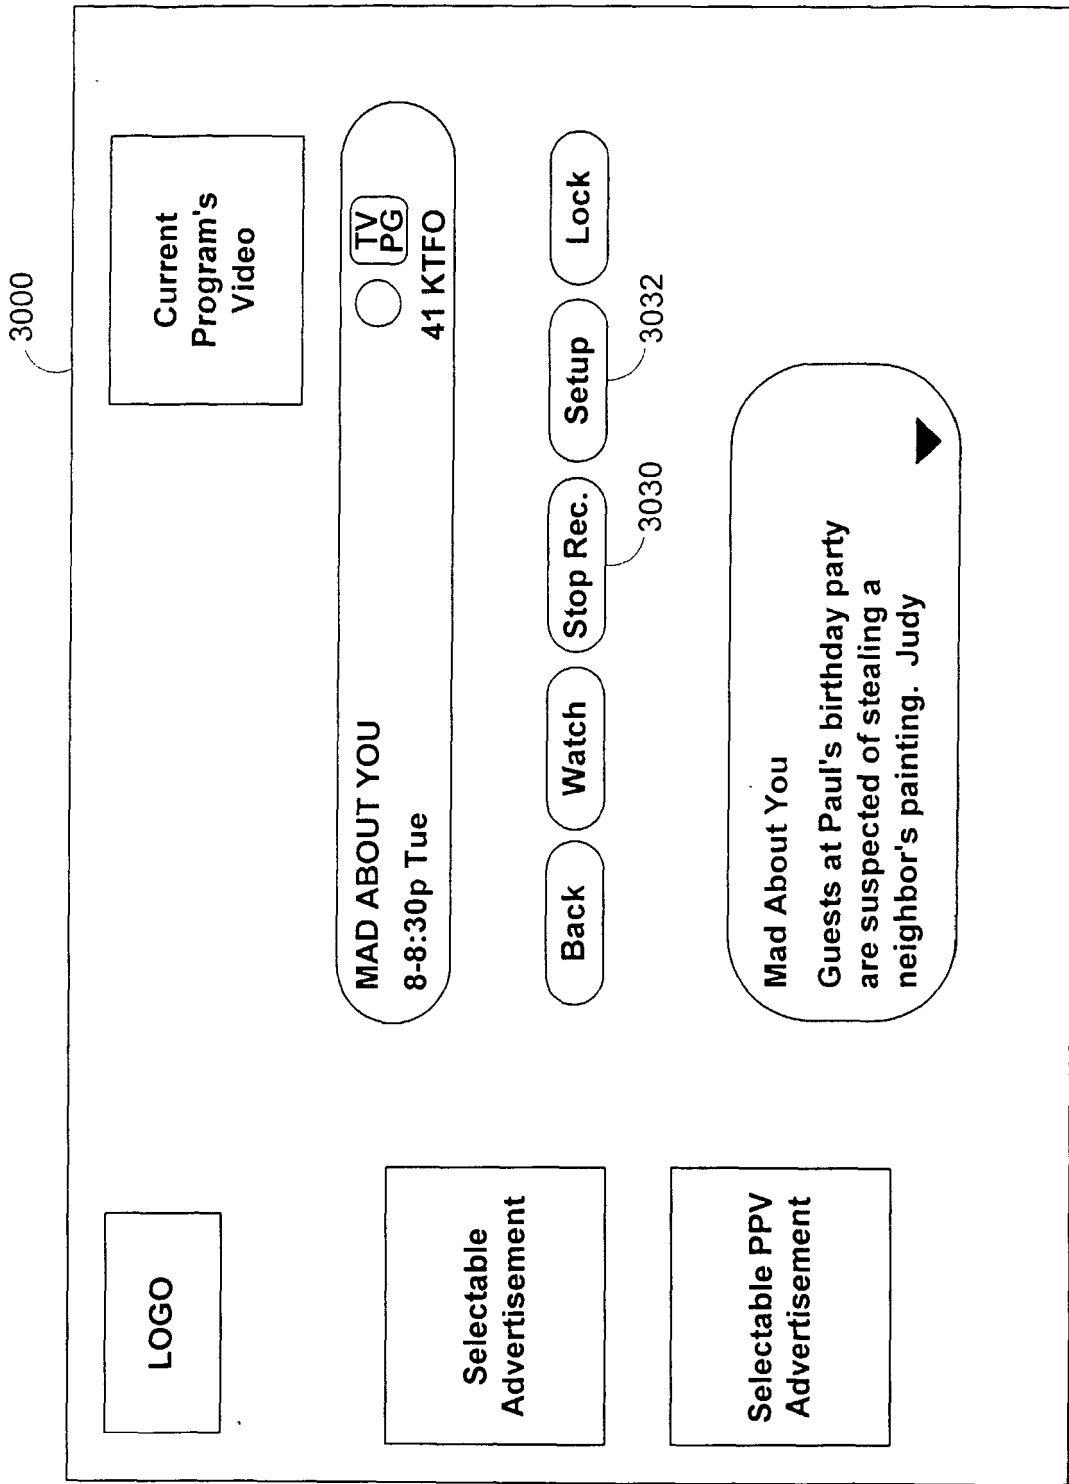 3000
LOGO
Current
Program's
Video
MAD ABOUT YOU
TV
PG
8-8:30p Tue
41 KTFO
Selectable
Advertisement
Back
Watch
Stop Rec.
Setup
Lock
3030
3032
Selectable PPV
Advertisement
Mad About You
Guests at Paul's birthday party
are suspected of stealing a
neighbor's painting. Judy